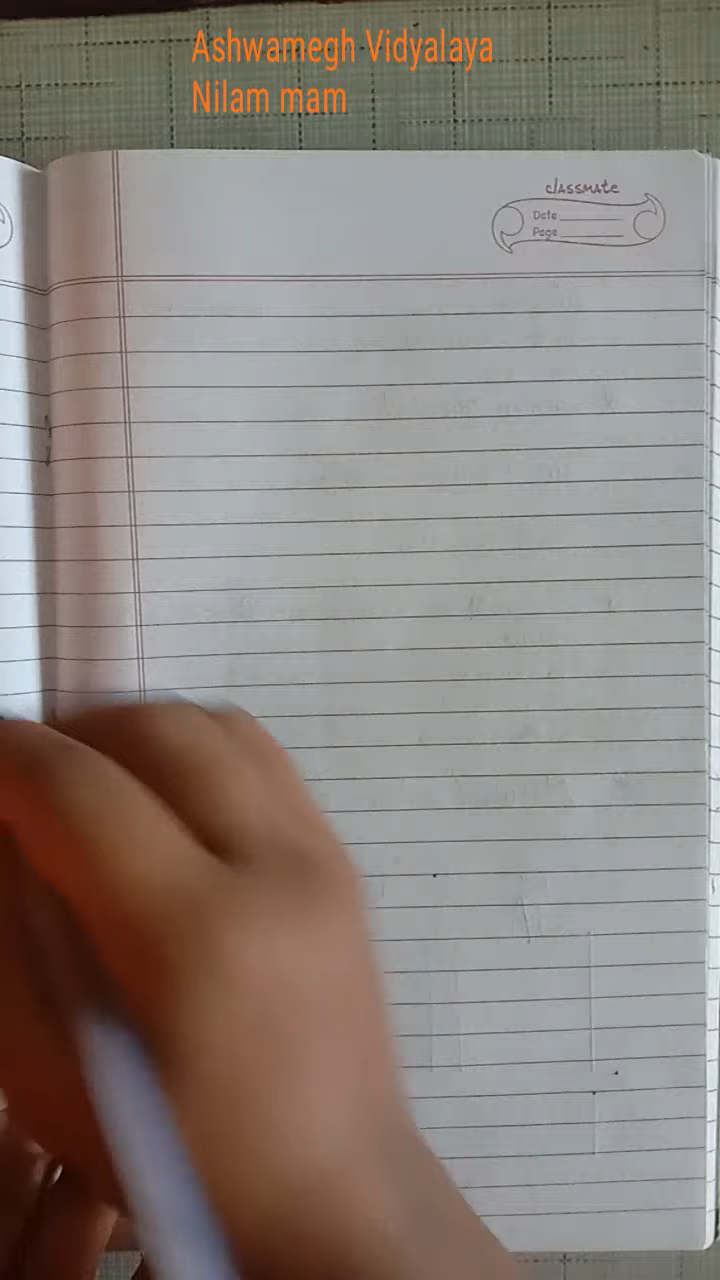 Ashwamegh Vidyalaya
Nilam mam
classmate
Date
Page